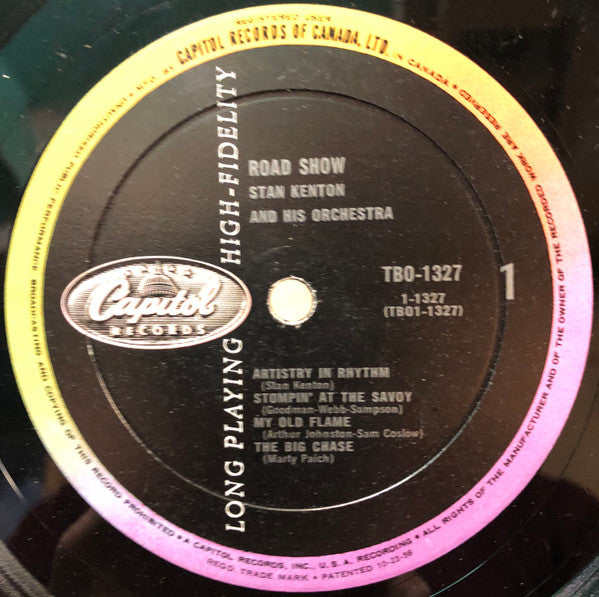 REGISTERED USER
CAPITOL RECORDS OF CANADA, LTD. IN CANADA • UNAUTHORIZED PUBLIC PERFORMANCE BROADCASTING AND COPYING OF THIS RECORD PROHIBITED •
ALL RIGHTS OF THE MANUFACTURER AND OF THE OWNER OF THE RECORDED WORK ARE RESERVED
A CAPITOL RECORDS, INC., U.S.A. RECORDING •
REG'D TRADE MARK • PATENTED 10-23-56
LONG PLAYING HIGH-FIDELITY
Capitol
RECORDS
ROAD SHOW
STAN KENTON
AND HIS ORCHESTRA
TBO-1327
1
1-1327
(TBO1-1327)
ARTISTRY IN RHYTHM
(Stan Kenton)
STOMPIN' AT THE SAVOY
(Goodman-Webb-Sampson)
MY OLD FLAME
(Arthur Johnston-Sam Coslow)
THE BIG CHASE
(Marty Paich)